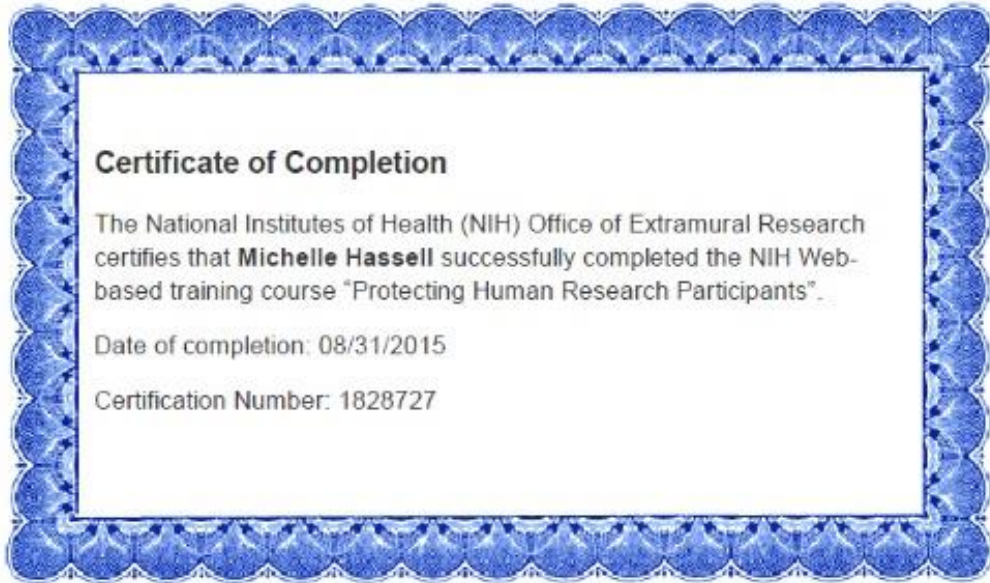 Certificate of Completion
The National Institutes of Health (NIH) Office of Extramural Research
certifies that Michelle Hassell successfully completed the NIH Web-
based training course “Protecting Human Research Participants”.
Date of completion: 08/31/2015
Certification Number: 1828727